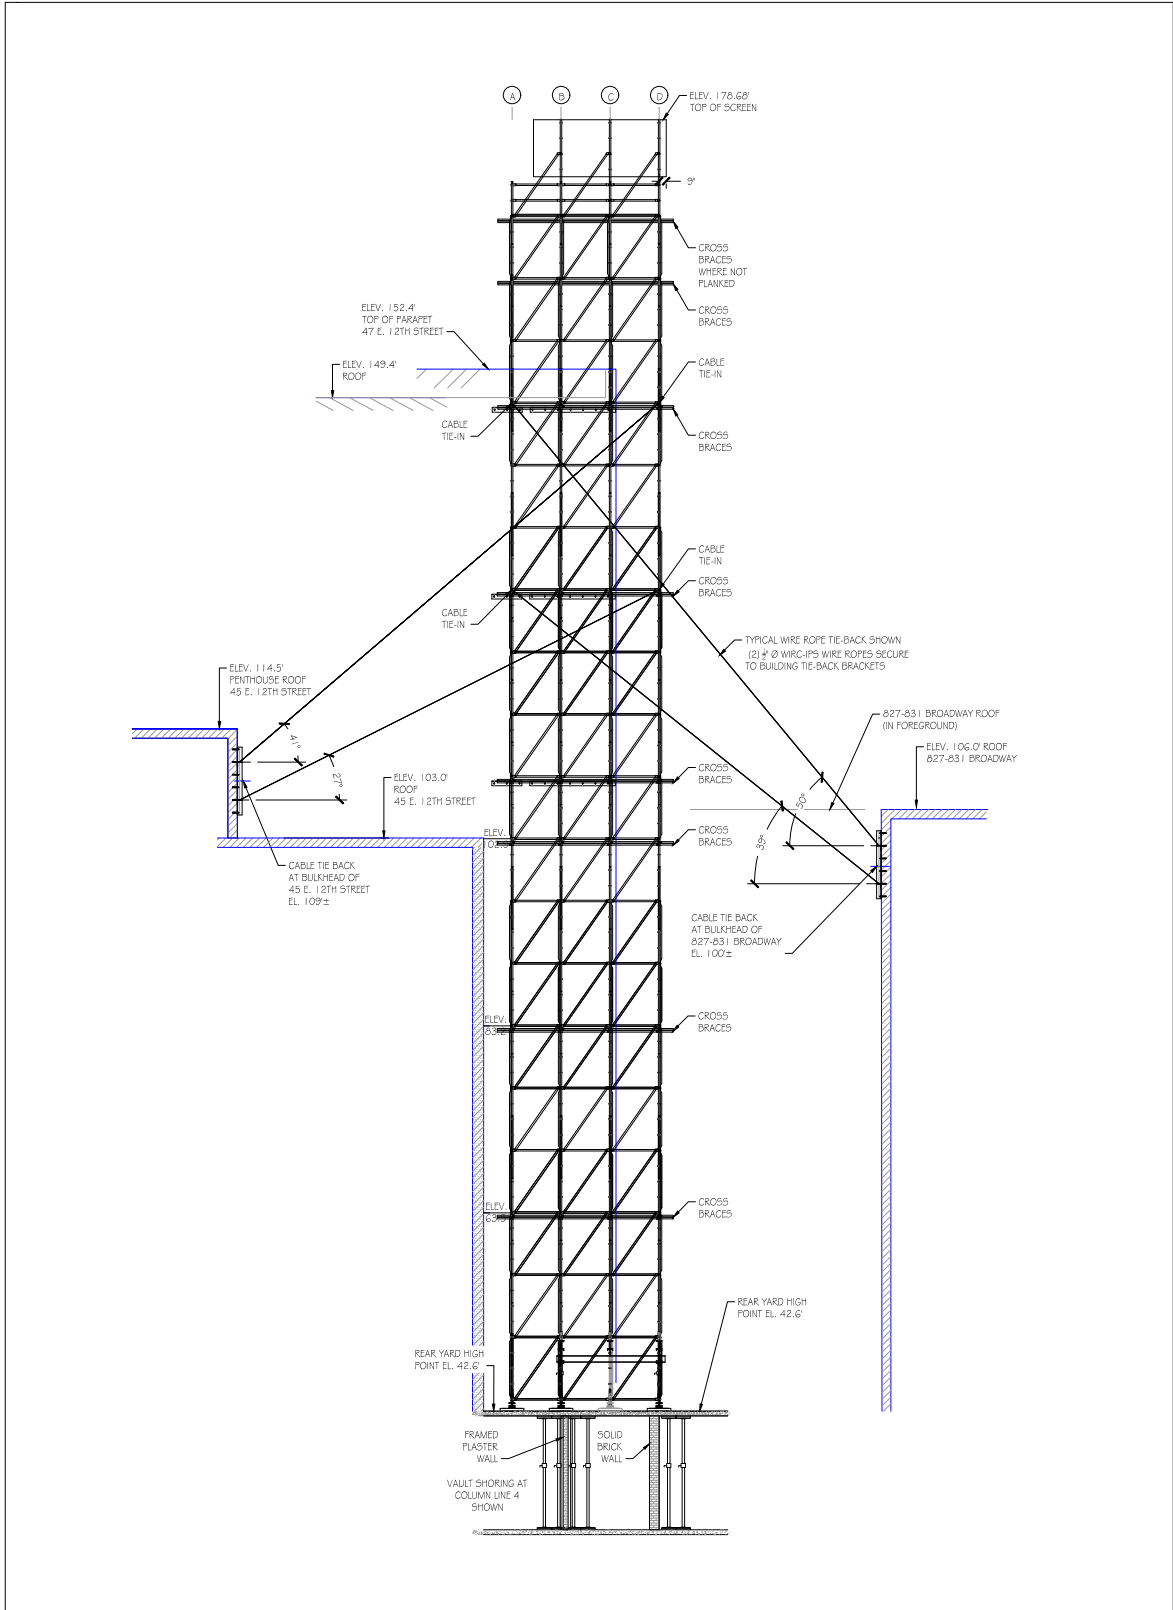 A B C D
ELEV. 178.68'
TOP OF SCREEN
9"
CROSS
BRACES
WHERE NOT
PLANKED
ELEV. 152.4'
TOP OF PARAPET
47 E. 12TH STREET
CROSS
BRACES
ELEV. 149.4'
ROOF
CABLE
TIE-IN
CABLE
TIE-IN
CROSS
BRACES
CABLE
TIE-IN
CROSS
BRACES
CABLE
TIE-IN
TYPICAL WIRE ROPE TIE-BACK SHOWN
(2) Ø WIRC-IPS WIRE ROPES SECURE
TO BUILDING TIE-BACK BRACKETS
ELEV. 114.5'
PENTHOUSE ROOF
45 E. 12TH STREET
827-831 BROADWAY ROOF
(IN FOREGROUND)
41°
ELEV. 106.0' ROOF
827-831 BROADWAY
27°
ELEV. 103.0'
ROOF
45 E. 12TH STREET
CROSS
BRACES
50°
ELEV.
CROSS
BRACES
39°
CABLE TIE BACK
AT BULKHEAD OF
45 E. 12TH STREET
EL. 109'±
CABLE TIE BACK
AT BULKHEAD OF
827-831 BROADWAY
EL. 100'±
ELEV.
CROSS
BRACES
ELEV.
CROSS
BRACES
REAR YARD HIGH
POINT EL. 42.6'
REAR YARD HIGH
POINT EL. 42.6'
FRAMED
PLASTER
WALL
SOLID
BRICK
WALL
VAULT SHORING AT
COLUMN LINE 4
SHOWN